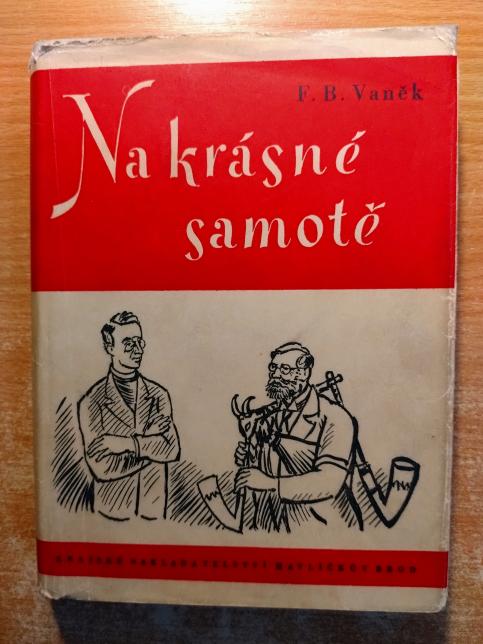 F. B. Vaněk
Na krásné
samotě
KRAJSKÉ NAKLADATELSTVÍ HAVLÍČKŮV BROD